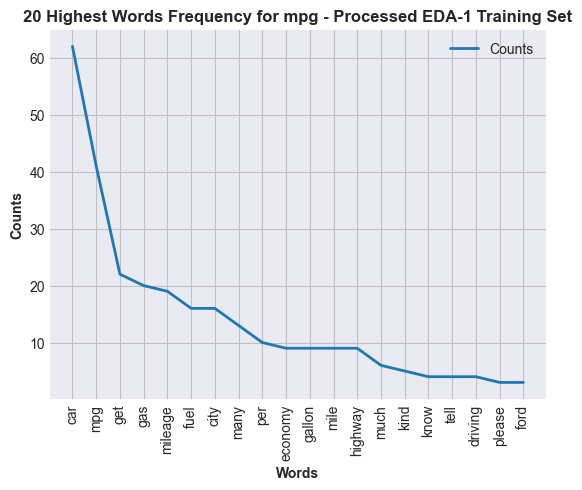 20 Highest Words Frequency for mpg - Processed EDA-1 Training Set
Counts
60
50
40
30
20
10
Counts
car
mpg
get
gas
mileage
fuel
city
many
per
economy
gallon
mile
highway
much
kind
know
tell
driving
please
ford
Words